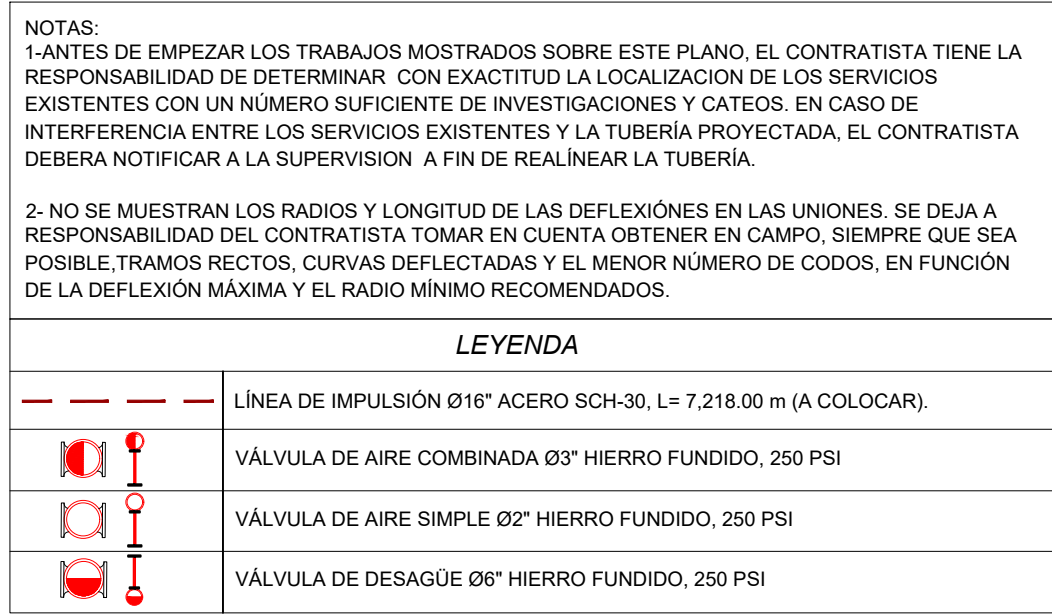 NOTAS:
1-ANTES DE EMPEZAR LOS TRABAJOS MOSTRADOS SOBRE ESTE PLANO, EL CONTRATISTA TIENE LA
RESPONSABILIDAD DE DETERMINAR CON EXACTITUD LA LOCALIZACION DE LOS SERVICIOS
EXISTENTES CON UN NÚMERO SUFICIENTE DE INVESTIGACIONES Y CATEOS. EN CASO DE
INTERFERENCIA ENTRE LOS SERVICIOS EXISTENTES Y LA TUBERÍA PROYECTADA, EL CONTRATISTA
DEBERA NOTIFICAR A LA SUPERVISION A FIN DE REALÍNEAR LA TUBERÍA.
2- NO SE MUESTRAN LOS RADIOS Y LONGITUD DE LAS DEFLEXIÓNES EN LAS UNIONES. SE DEJA A
RESPONSABILIDAD DEL CONTRATISTA TOMAR EN CUENTA OBTENER EN CAMPO, SIEMPRE QUE SEA
POSIBLE,TRAMOS RECTOS, CURVAS DEFLECTADAS Y EL MENOR NÚMERO DE CODOS, EN FUNCIÓN
DE LA DEFLEXIÓN MÁXIMA Y EL RADIO MÍNIMO RECOMENDADOS.
LEYENDA
LÍNEA DE IMPULSIÓN Ø16" ACERO SCH-30, L= 7,218.00 m (A COLOCAR).
VÁLVULA DE AIRE COMBINADA Ø3" HIERRO FUNDIDO, 250 PSI
VÁLVULA DE AIRE SIMPLE Ø2" HIERRO FUNDIDO, 250 PSI
VÁLVULA DE DESAGÜE Ø6" HIERRO FUNDIDO, 250 PSI